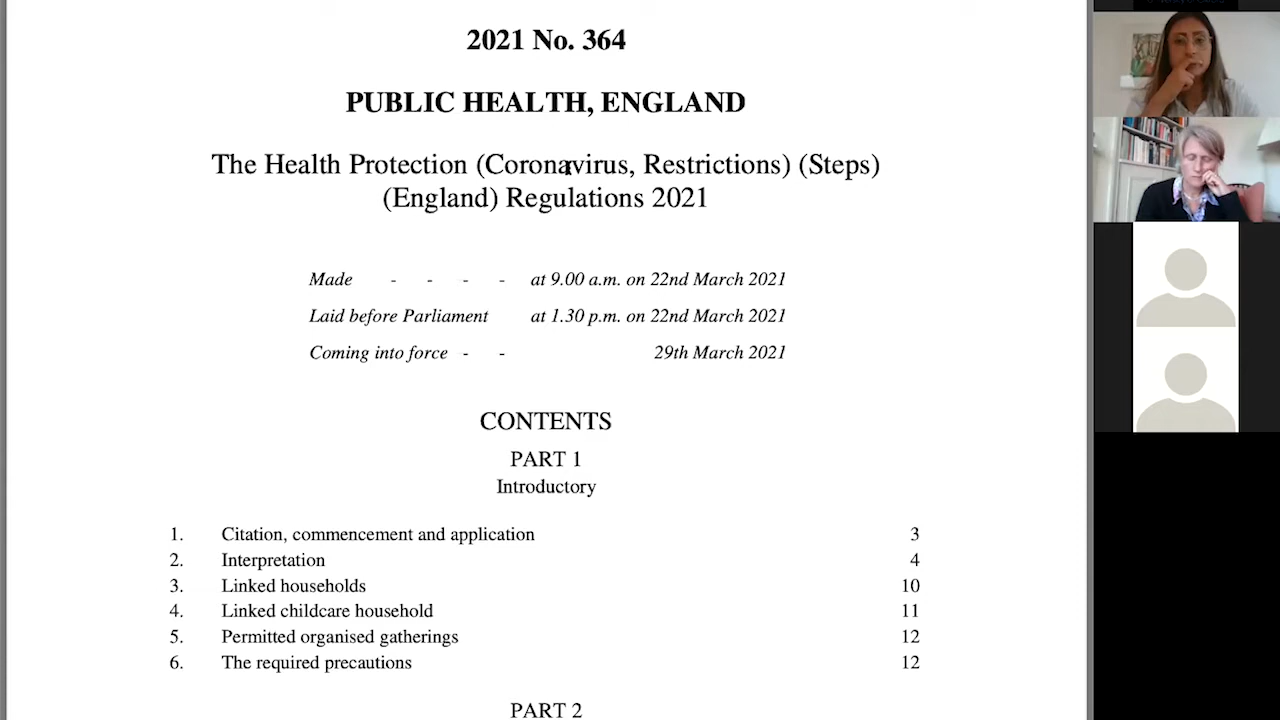 2021 No. 364
PUBLIC HEALTH, ENGLAND
The Health Protection (Coronavirus, Restrictions) (Steps)
(England) Regulations 2021
Made - - - - at 9.00 a.m. on 22nd March 2021
Laid before Parliament at 1.30 p.m. on 22nd March 2021
Coming into force - - 29th March 2021
CONTENTS
PART 1
Introductory
1. Citation, commencement and application 3
2. Interpretation 4
3. Linked households 10
4. Linked childcare household 11
5. Permitted organised gatherings 12
6. The required precautions 12
PART 2